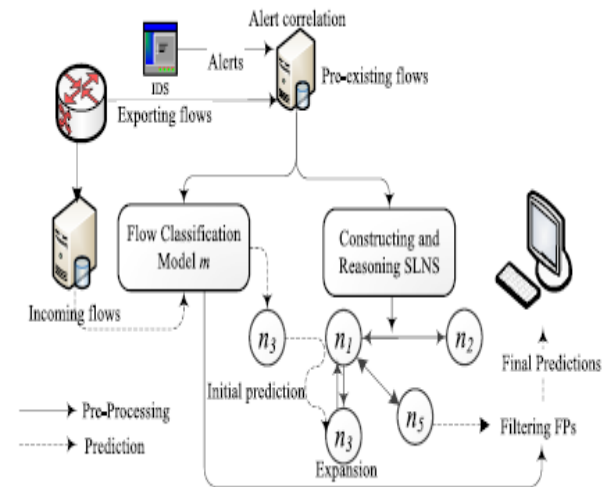 Alert correlation
IDS
Alerts
Pre-existing flows
Exporting flows
Flow Classification
Model m
Constructing and
Reasoning SLNS
Incoming flows
n3
n1
n2
Final Predictions
Initial prediction
n5
Pre-Processing
Filtering FPs
n3
Prediction
Expansion